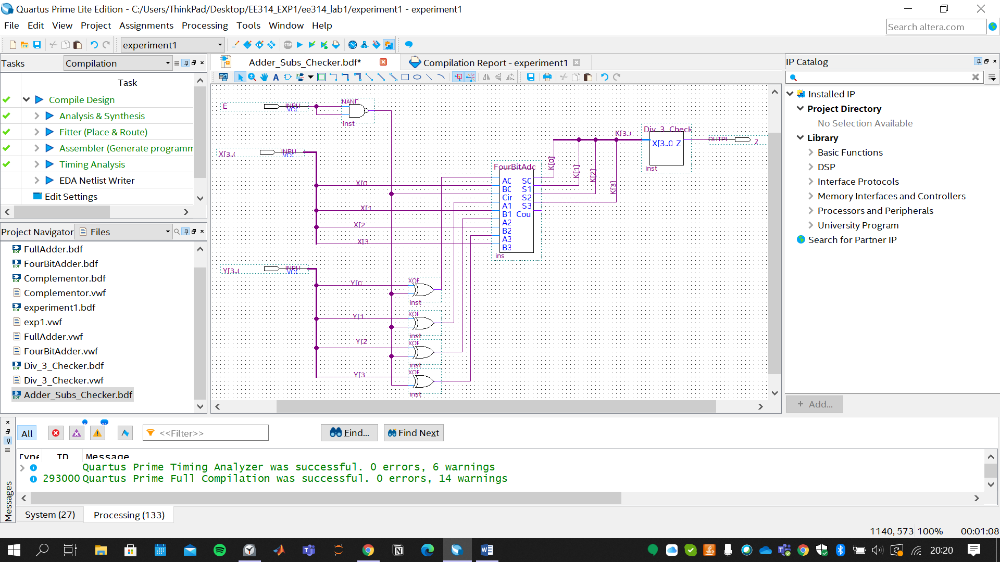 Quartus Prime Lite Edition - C:/Users/ThinkPad/Desktop/EE314_EXP1/ee314_lab1/experiment1 - experiment1
File Edit View Project Assignments Processing Tools Window Help
Search altera.com
experiment1
Tasks Compilation
Task
Compile Design
Analysis & Synthesis
Fitter (Place & Route)
Assembler (Generate programm
Timing Analysis
EDA Netlist Writer
Edit Settings
Project Navigator Files
FullAdder.bdf
FourBitAdder.bdf
Complementor.bdf
Complementor.vwf
experiment1.bdf
exp1.vwf
FullAdder.vwf
FourBitAdder.vwf
Div_3_Checker.bdf
Div_3_Checker.vwf
Adder_Subs_Checker.bdf
Adder_Subs_Checker.bdf*
Compilation Report - experiment1
E
INPU
VCC
NAND
inst
X[3..0
INPU
VCC
X[0
X[1
X[2
X[3
Y[3..0
INPU
VCC
Y[0
Y[1
Y[2
Y[3
XOF
inst
XOF
inst
XOF
inst
XOF
inst
FourBitAdc
A0 S0
B0 S1
Cir S2
A1 S3
B1 Cou
A2
B2
A3
B3
ins
K[0]
K[1]
K[2]
K[3]
K[3..0
Div_3_Check
X[3..0 Z
inst
OUTPU
Z
IP Catalog
Installed IP
Project Directory
No Selection Available
Library
Basic Functions
DSP
Interface Protocols
Memory Interfaces and Controllers
Processors and Peripherals
University Program
Search for Partner IP
+ Add...
All
<<Filter>>
Find...
Find Next
Type ID Message
Quartus Prime Timing Analyzer was successful. 0 errors, 6 warnings
293000 Quartus Prime Full Compilation was successful. 0 errors, 14 warnings
Messages
System (27)
Processing (133)
1140, 573 100% 00:01:08
20:20